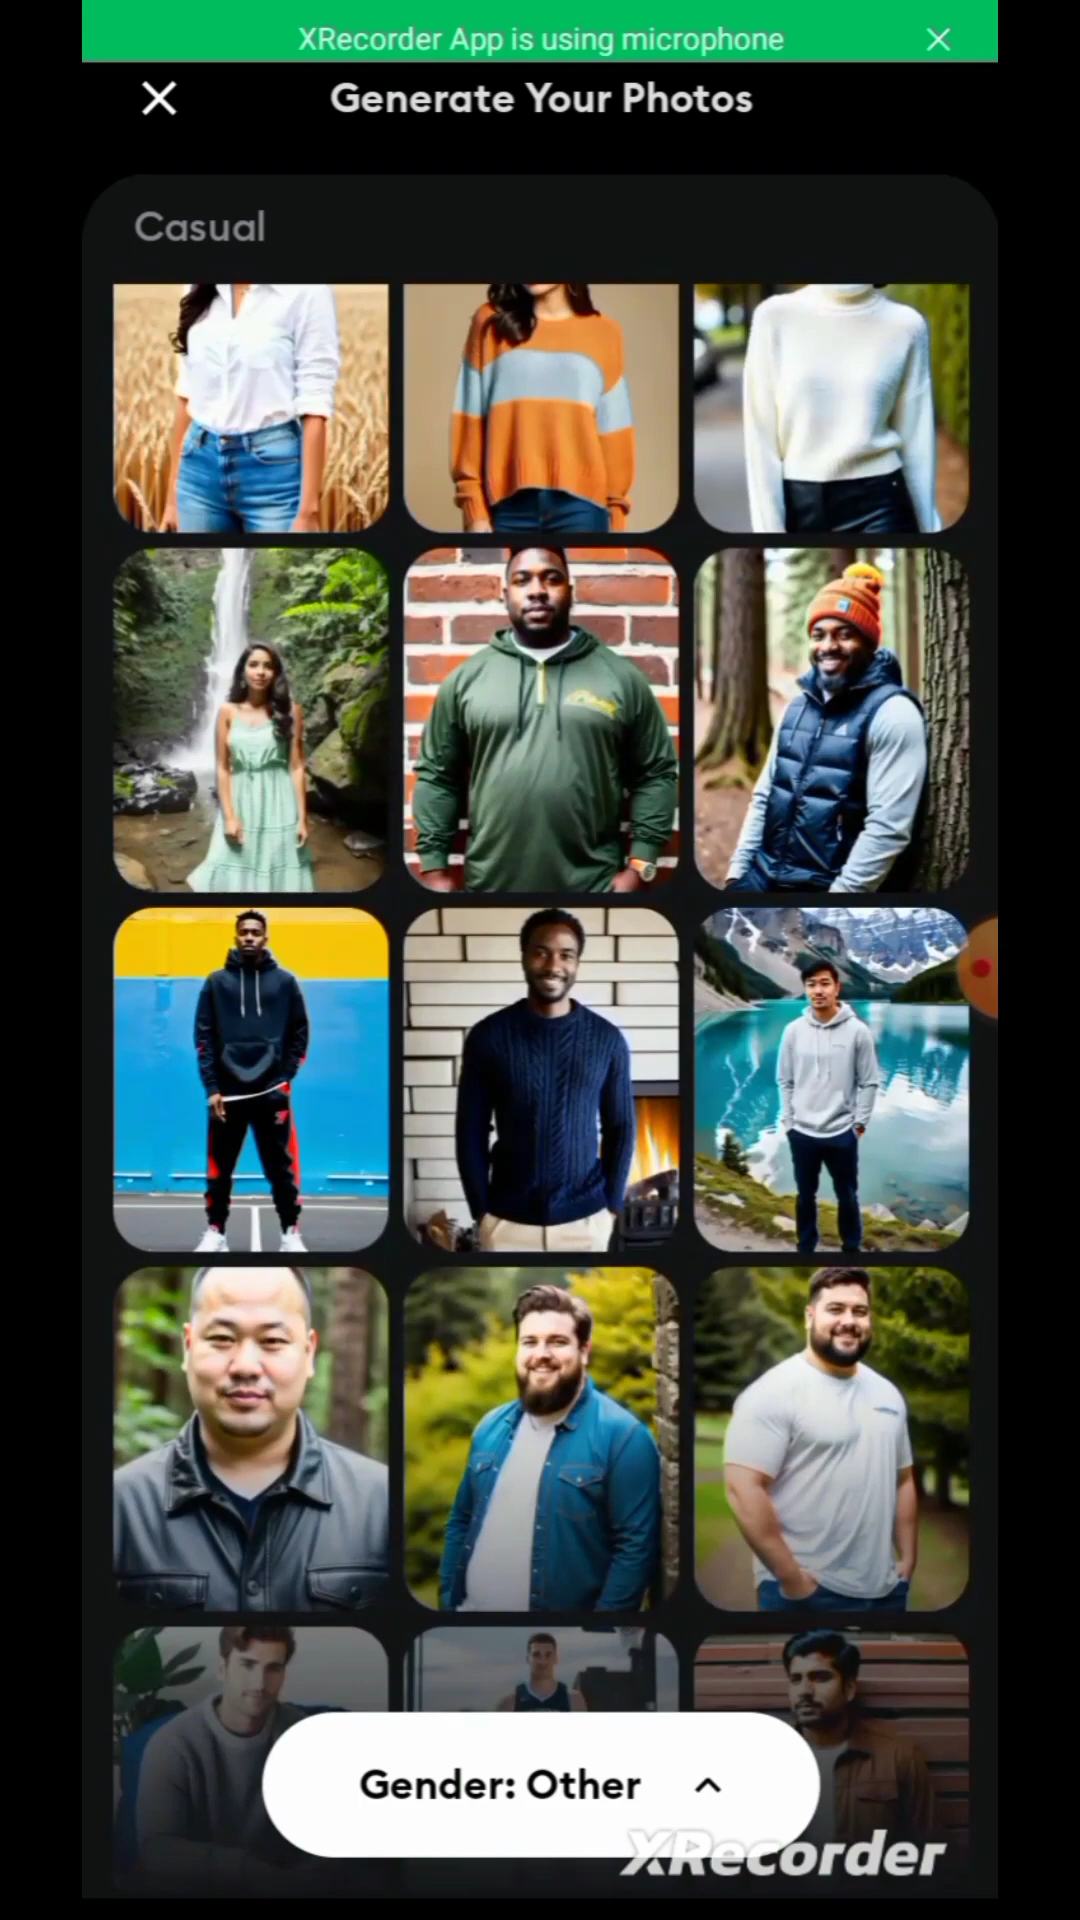 XRecorder App is using microphone
Generate Your Photos
Casual
Gender: Other
XRecorder